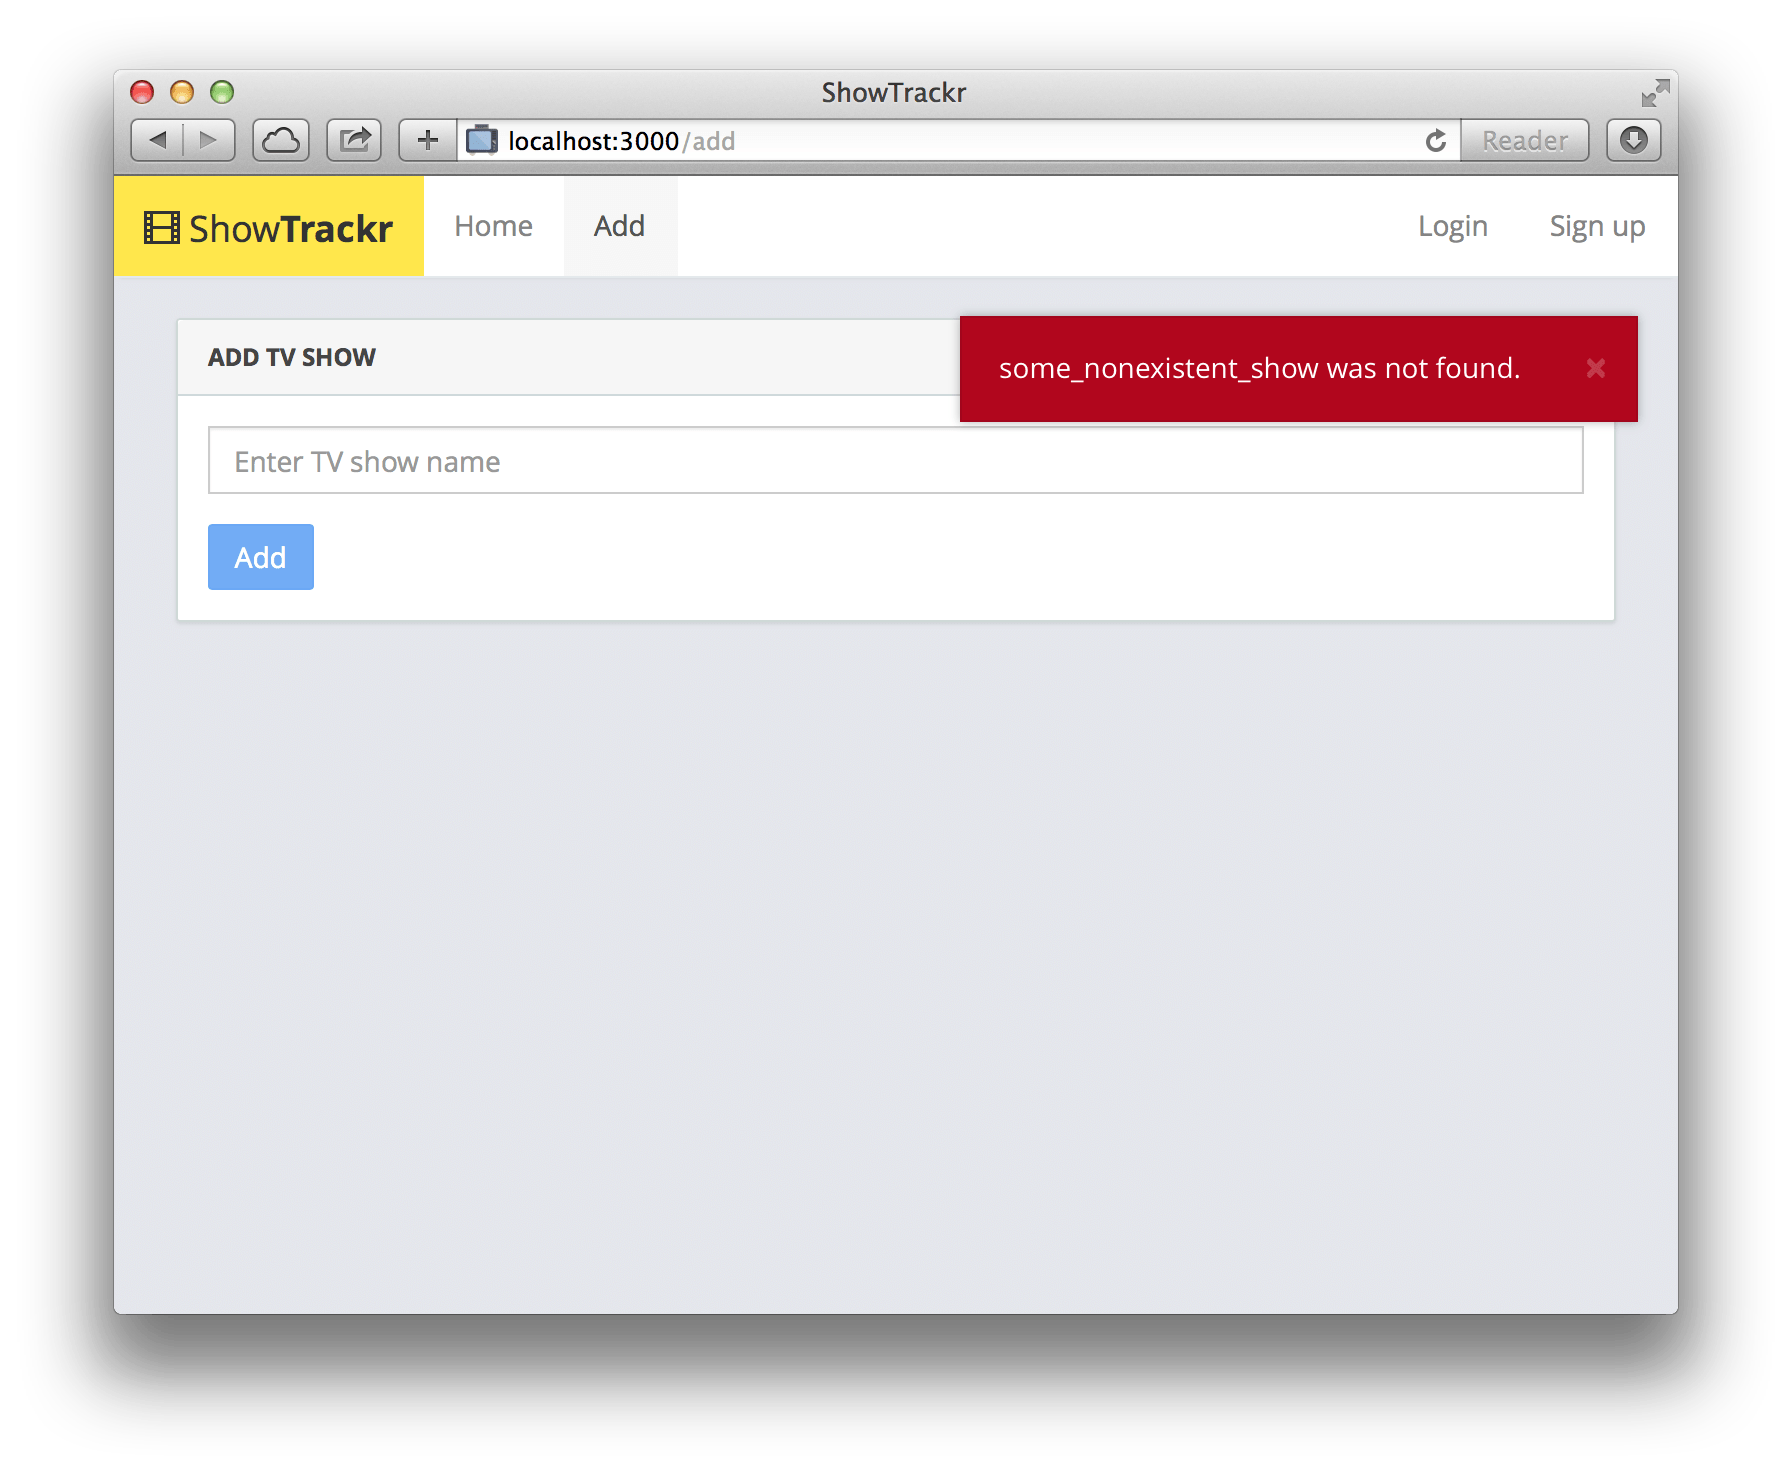 ShowTrackr
localhost:3000/add
Reader
ShowTrackr
Home
Add
Login
Sign up
ADD TV SHOW
some_nonexistent_show was not found.
Enter TV show name
Add